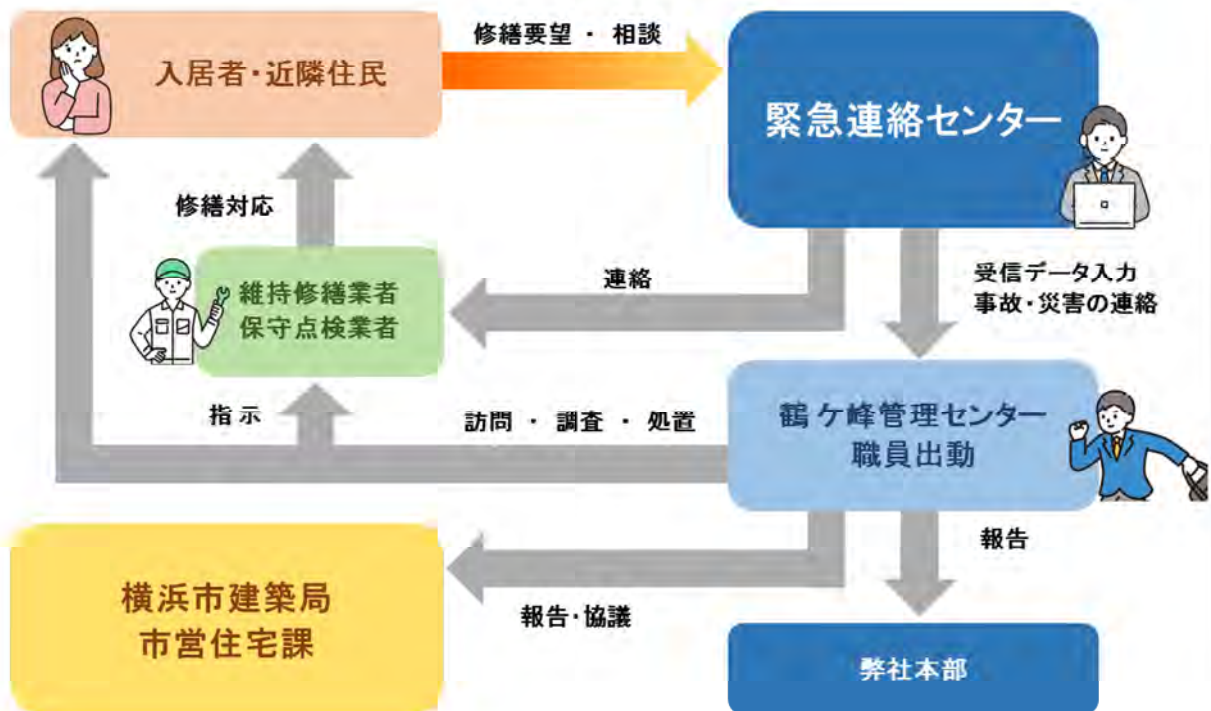 修繕要望 ・ 相談
入居者・近隣住民
緊急連絡センター
修繕対応
維持修繕業者
保守点検業者
連絡
受信データ入力
事故・災害の連絡
指示
訪問 ・ 調査 ・ 処置
鶴ケ峰管理センター
職員出動
報告
横浜市建築局
市営住宅課
報告・協議
弊社本部